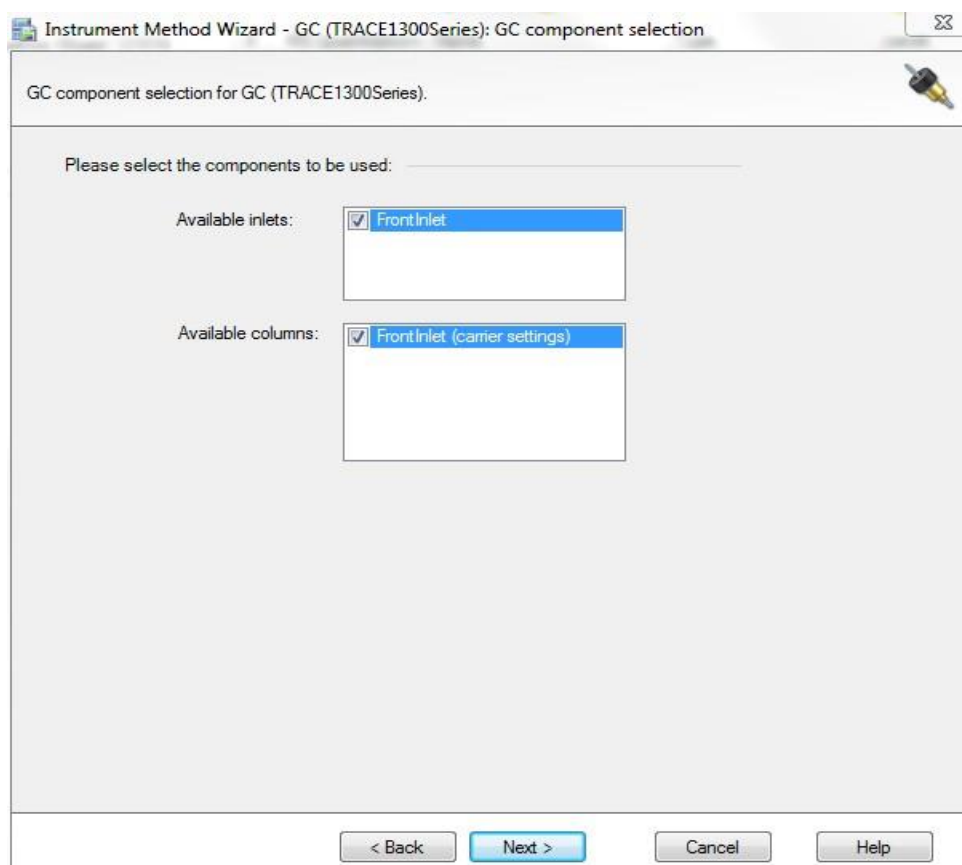 Instrument Method Wizard - GC (TRACE1300Series): GC component selection
GC component selection for GC (TRACE1300Series).
Please select the components to be used:
Available inlets:
FrontInlet
Available columns:
FrontInlet (carrier settings)
< Back Next > Cancel Help